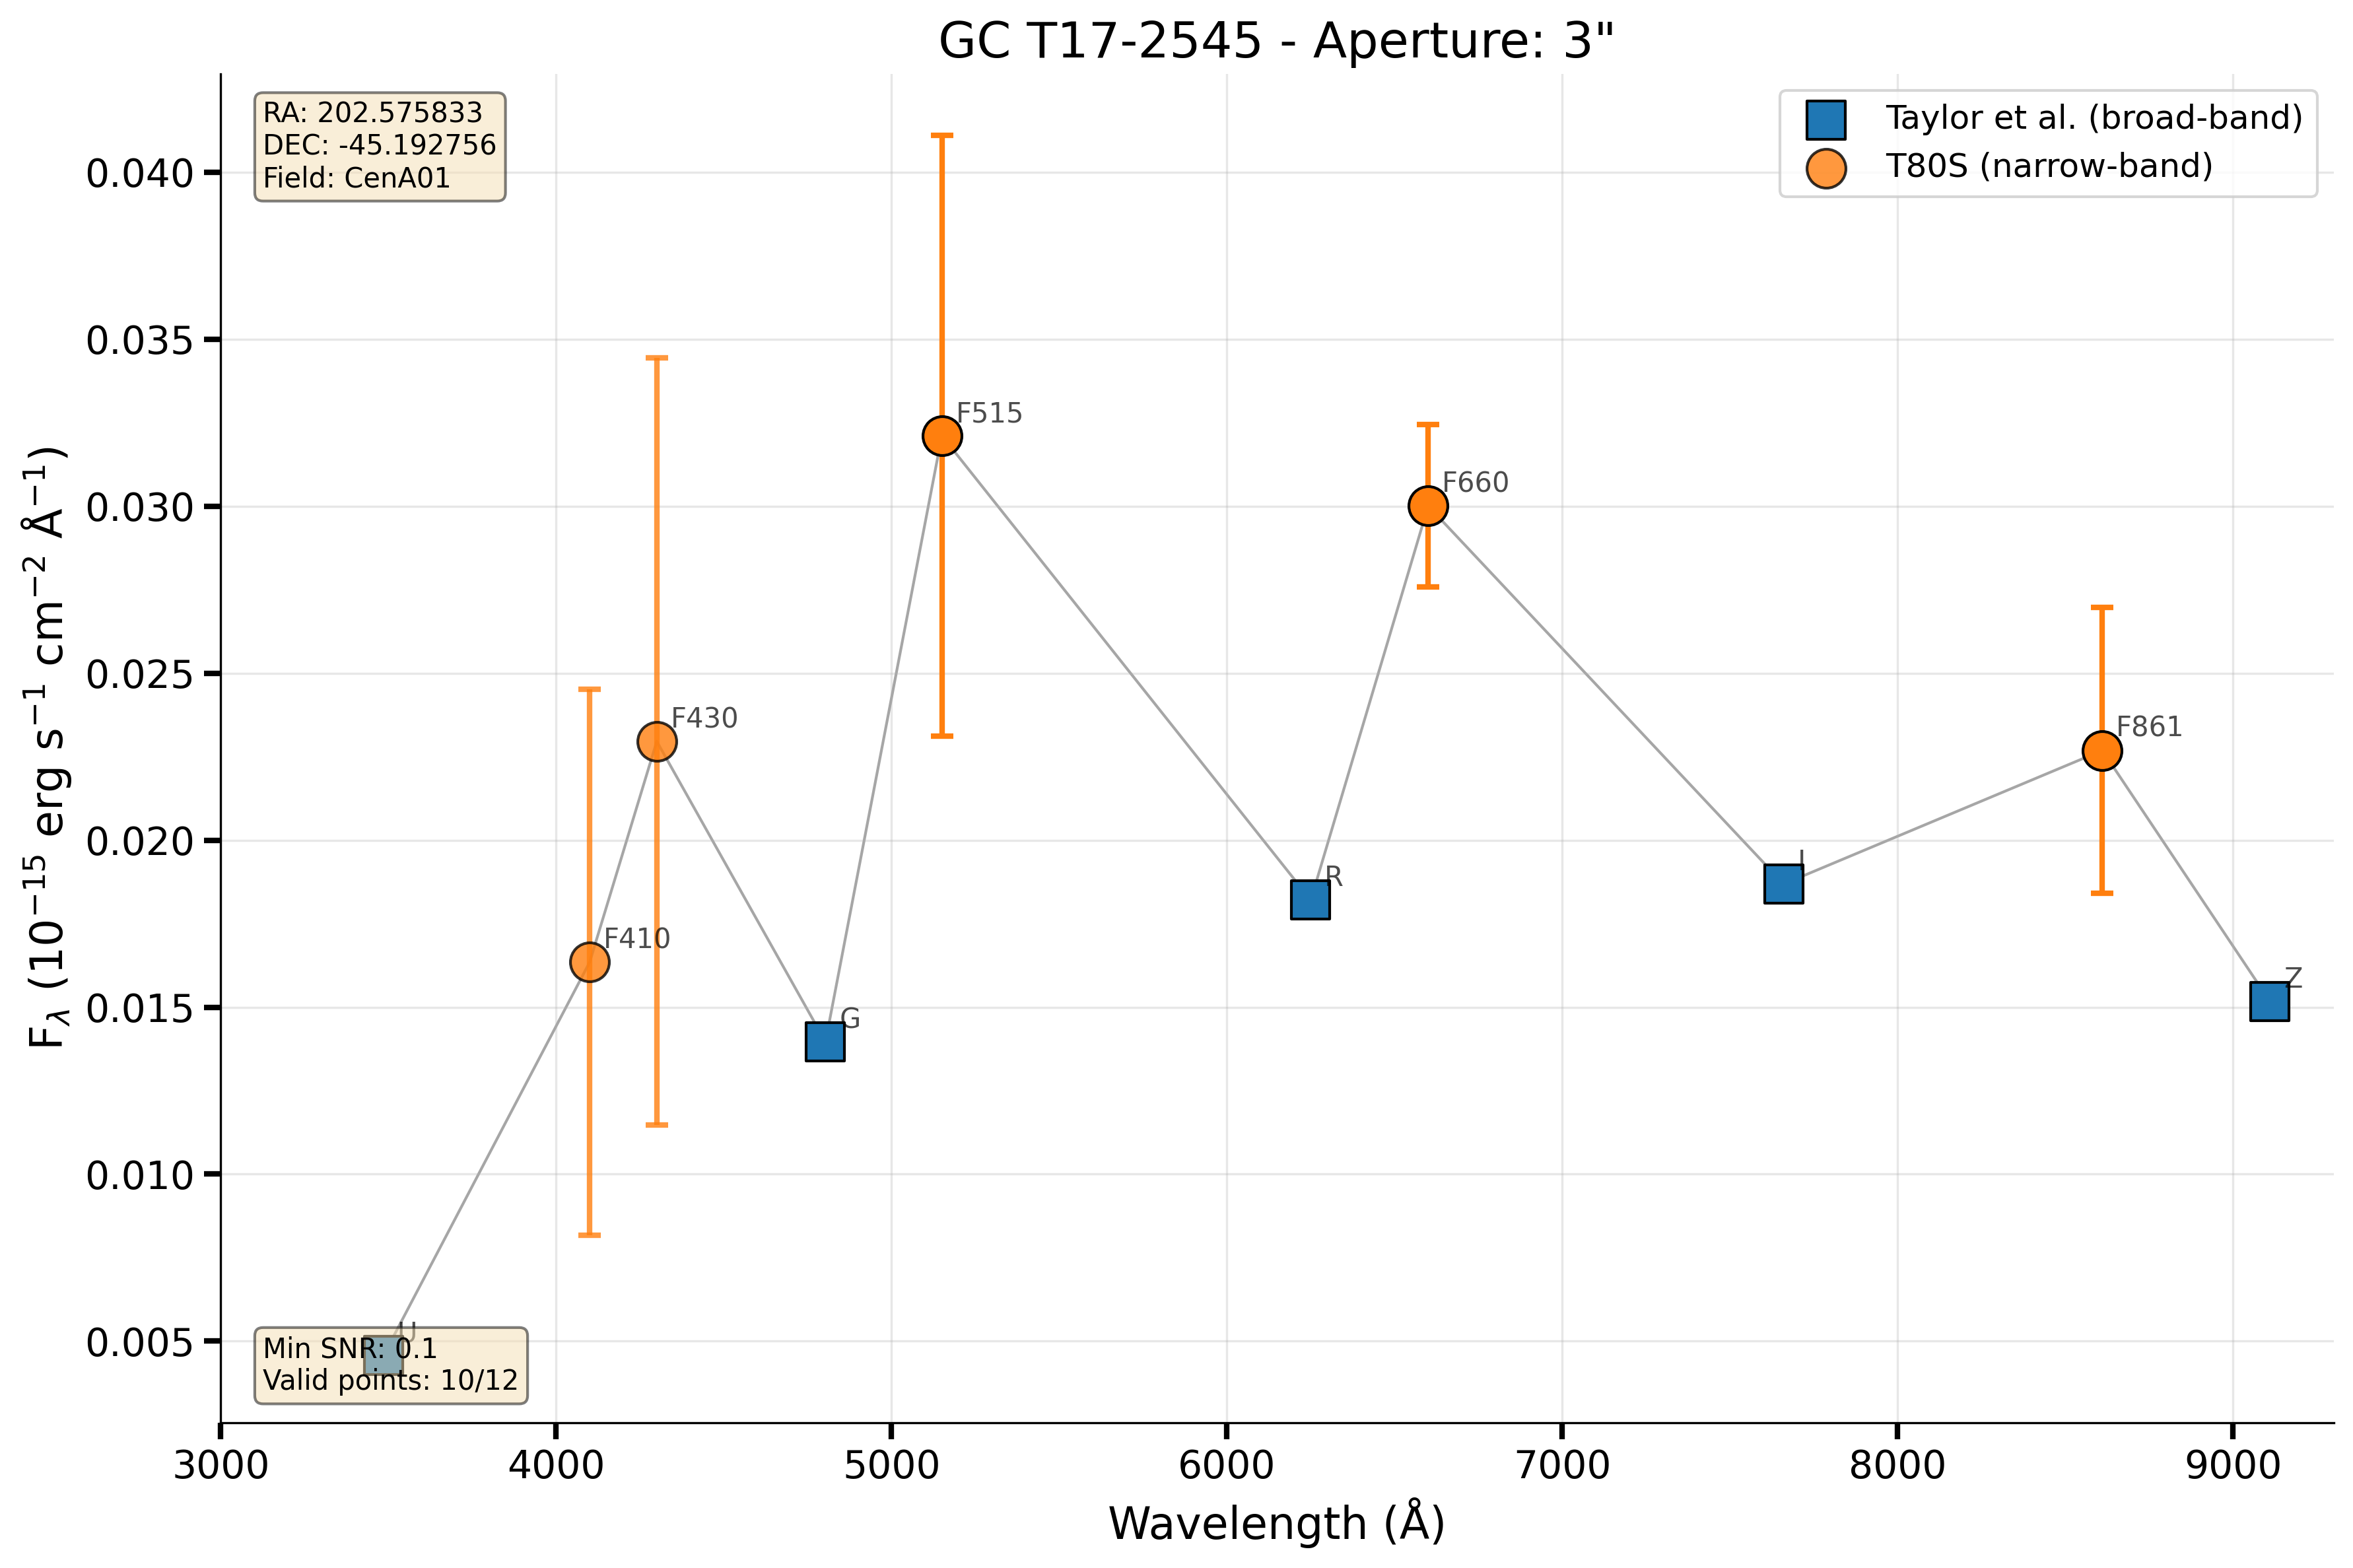 GC T17-2545 - Aperture: 3"
RA: 202.575833
DEC: -45.192756
Field: CenA01
Taylor et al. (broad-band)
T80S (narrow-band)
F_λ (10⁻¹⁵ erg s⁻¹ cm⁻² Å⁻¹)
0.040
0.035
0.030
0.025
0.020
0.015
0.010
0.005
F515
F660
F430
F861
F410
R
I
G
Z
U
Min SNR: 0.1
Valid points: 10/12
3000
4000
5000
6000
7000
8000
9000
Wavelength (Å)